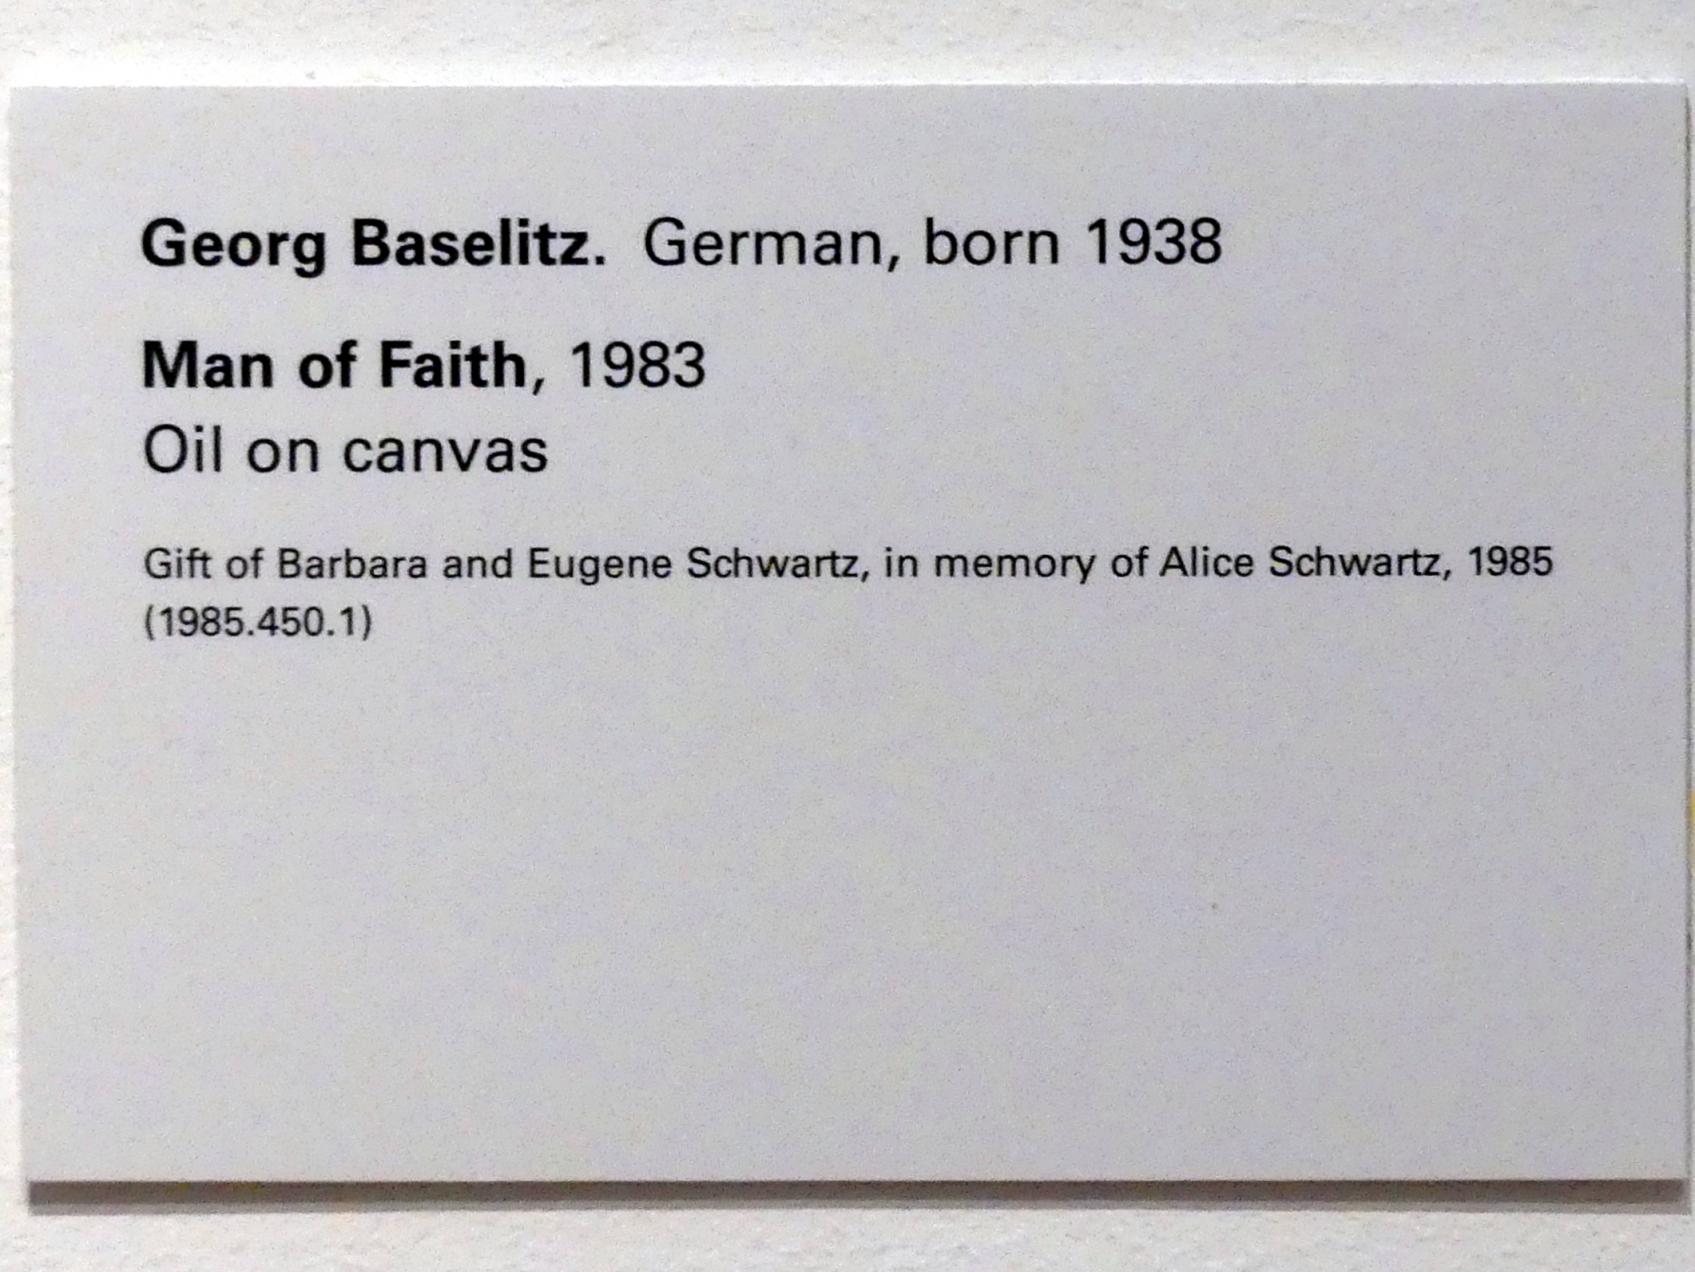 Georg Baselitz. German, born 1938
Man of Faith, 1983
Oil on canvas
Gift of Barbara and Eugene Schwartz, in memory of Alice Schwartz, 1985
(1985.450.1)